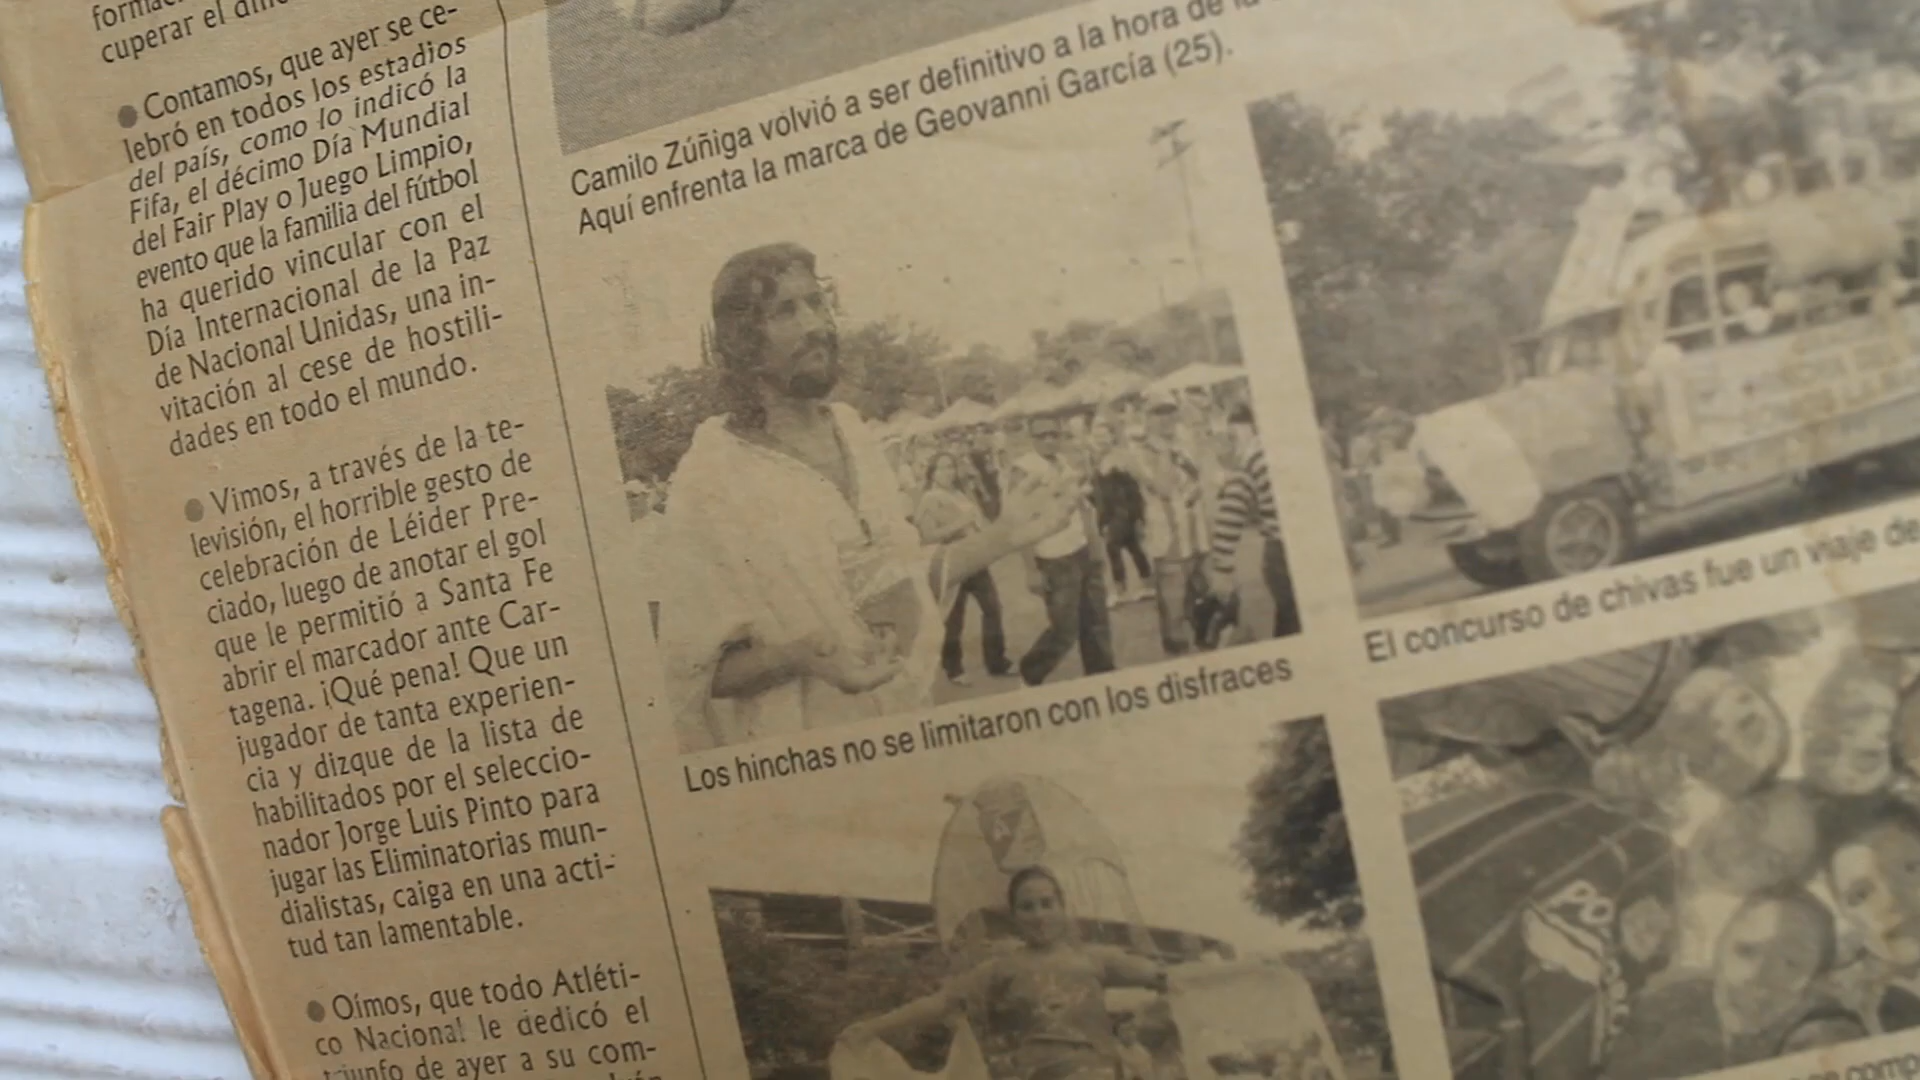 cuperar el
● Contamos, que ayer se ce-
lebró en todos los estadios
del país, como lo indicó la
Fifa, el décimo Día Mundial
del Fair Play o Juego Limpio,
evento que la familia del fútbol
ha querido vincular con el
Día Internacional de la Paz
de Nacional Unidas, una in-
vitación al cese de hostili-
dades en todo el mundo.
● Vimos, a través de la te-
levisión, el horrible gesto de
celebración de Léider Pre-
ciado, luego de anotar el gol
que le permitió a Santa Fe
abrir el marcador ante Car-
tagena. ¡Qué pena! Que un
jugador de tanta experien-
cia y dizque de la lista de
habilitados por el seleccio-
nador Jorge Luis Pinto para
jugar las Eliminatorias mun-
dialistas, caiga en una acti-
tud tan lamentable.
● Oímos, que todo Atléti-
co Nacional le dedicó el
triunfo de ayer a su com-
Camilo Zúñiga volvió a ser definitivo a la hora de
Aquí enfrenta la marca de Geovanni García (25).
Los hinchas no se limitaron con los disfraces
El concurso de chivas fue un viaje de